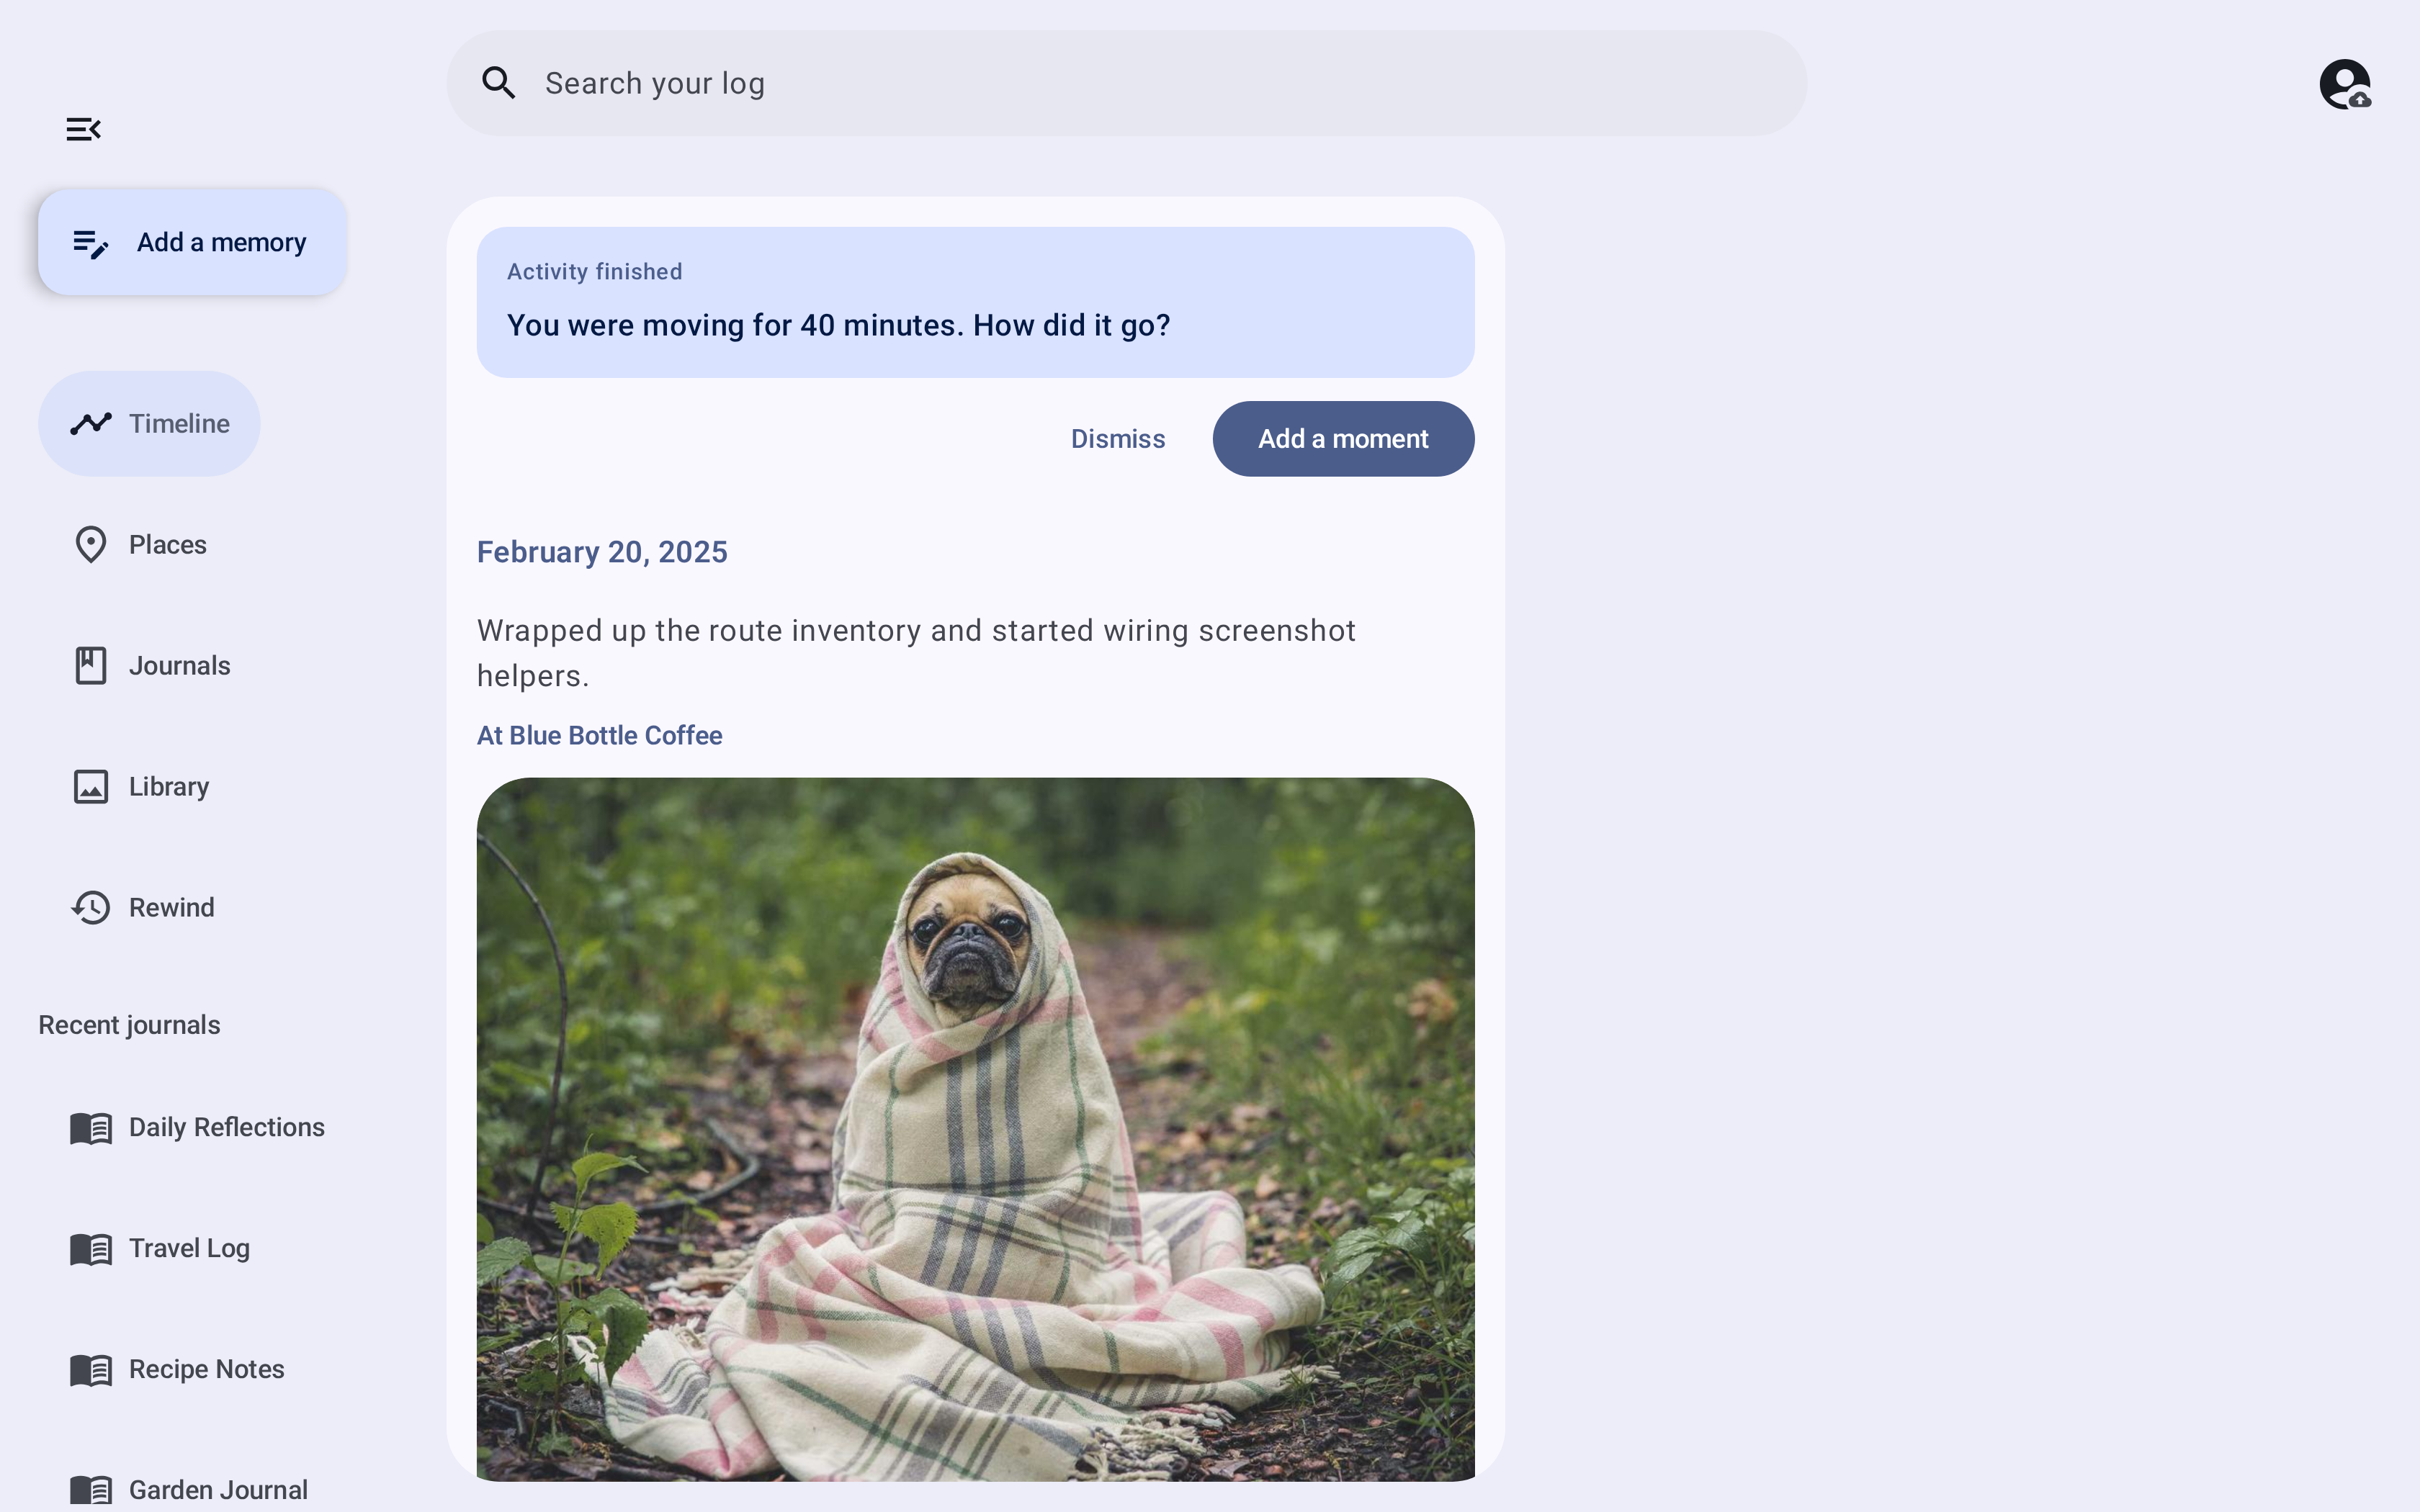 Search your log
Add a memory
Timeline
Places
Journals
Library
Rewind
Recent journals
Daily Reflections
Travel Log
Recipe Notes
Garden Journal
Activity finished
You were moving for 40 minutes. How did it go?
Dismiss
Add a moment
February 20, 2025
Wrapped up the route inventory and started wiring screenshot
helpers.
At Blue Bottle Coffee